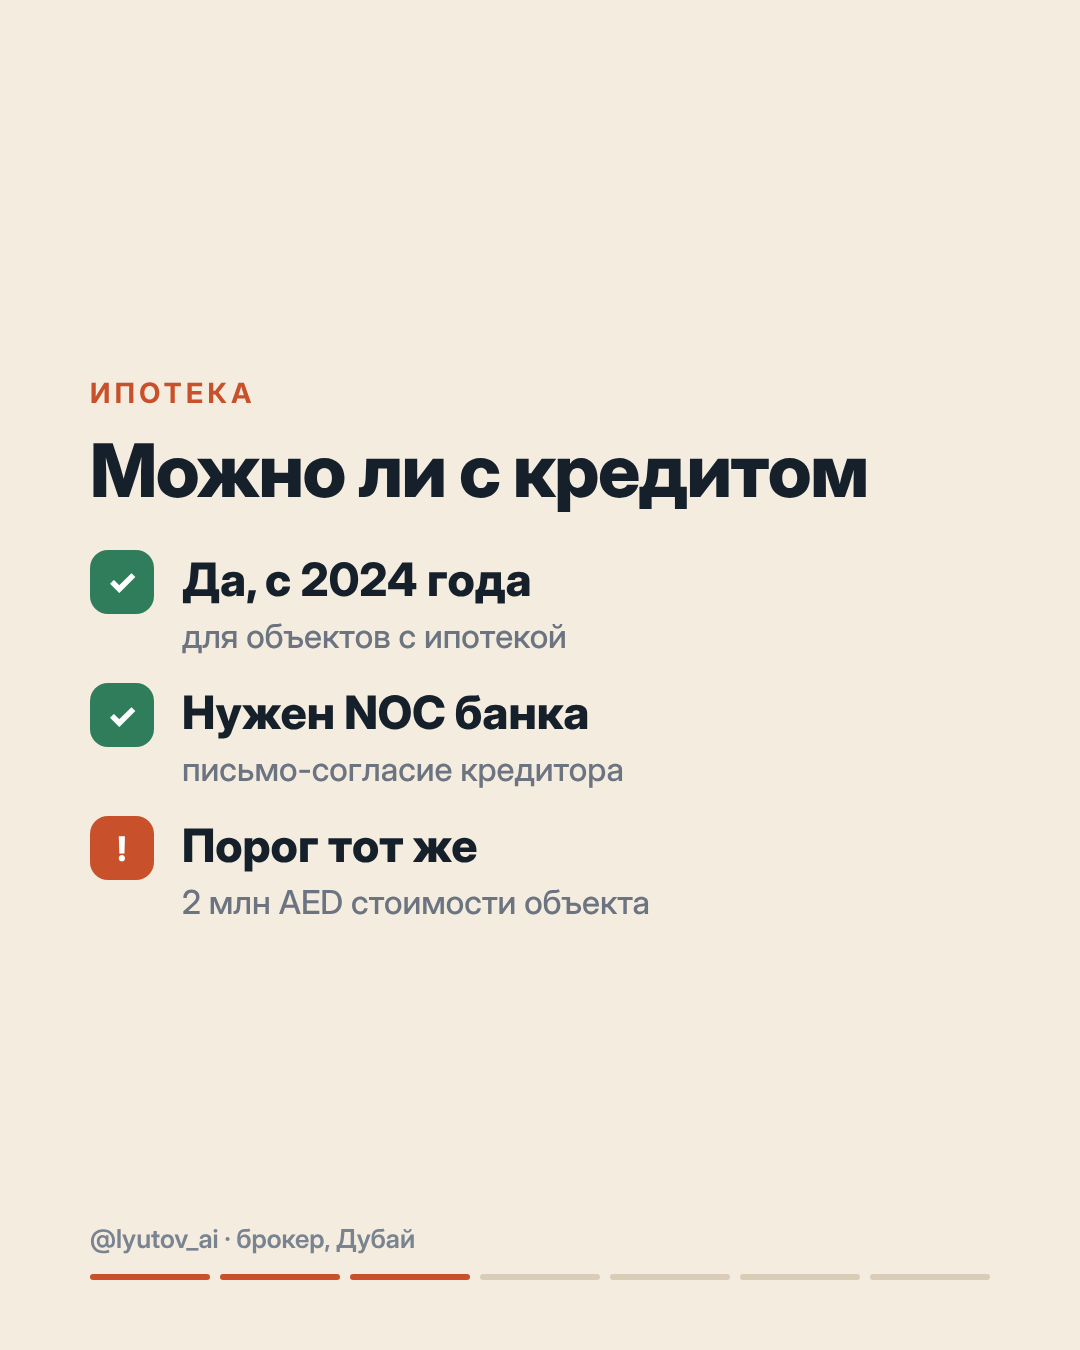 ИПОТЕКА
Можно ли с кредитом
Да, с 2024 года
для объектов с ипотекой
Нужен NOC банка
письмо-согласие кредитора
!
Порог тот же
2 млн AED стоимости объекта
@lyutov_ai · брокер, Дубай